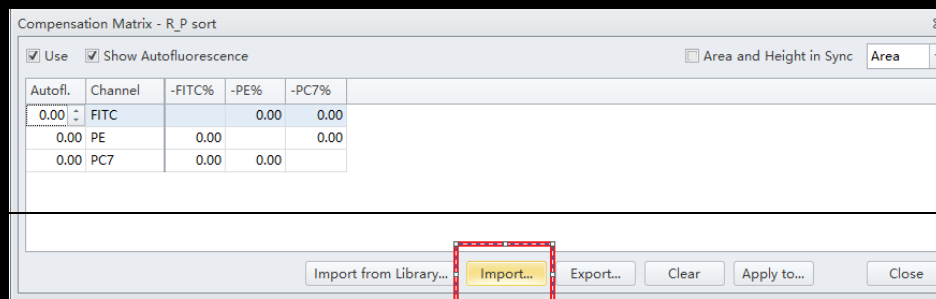 Compensation Matrix - R_P sort
Use Show Autofluorescence Area and Height in Sync Area
Autofl. Channel -FITC% -PE% -PC7%
0.00 FITC 0.00 0.00
0.00 PE 0.00 0.00
0.00 PC7 0.00 0.00
Import from Library... Import... Export... Clear Apply to... Close